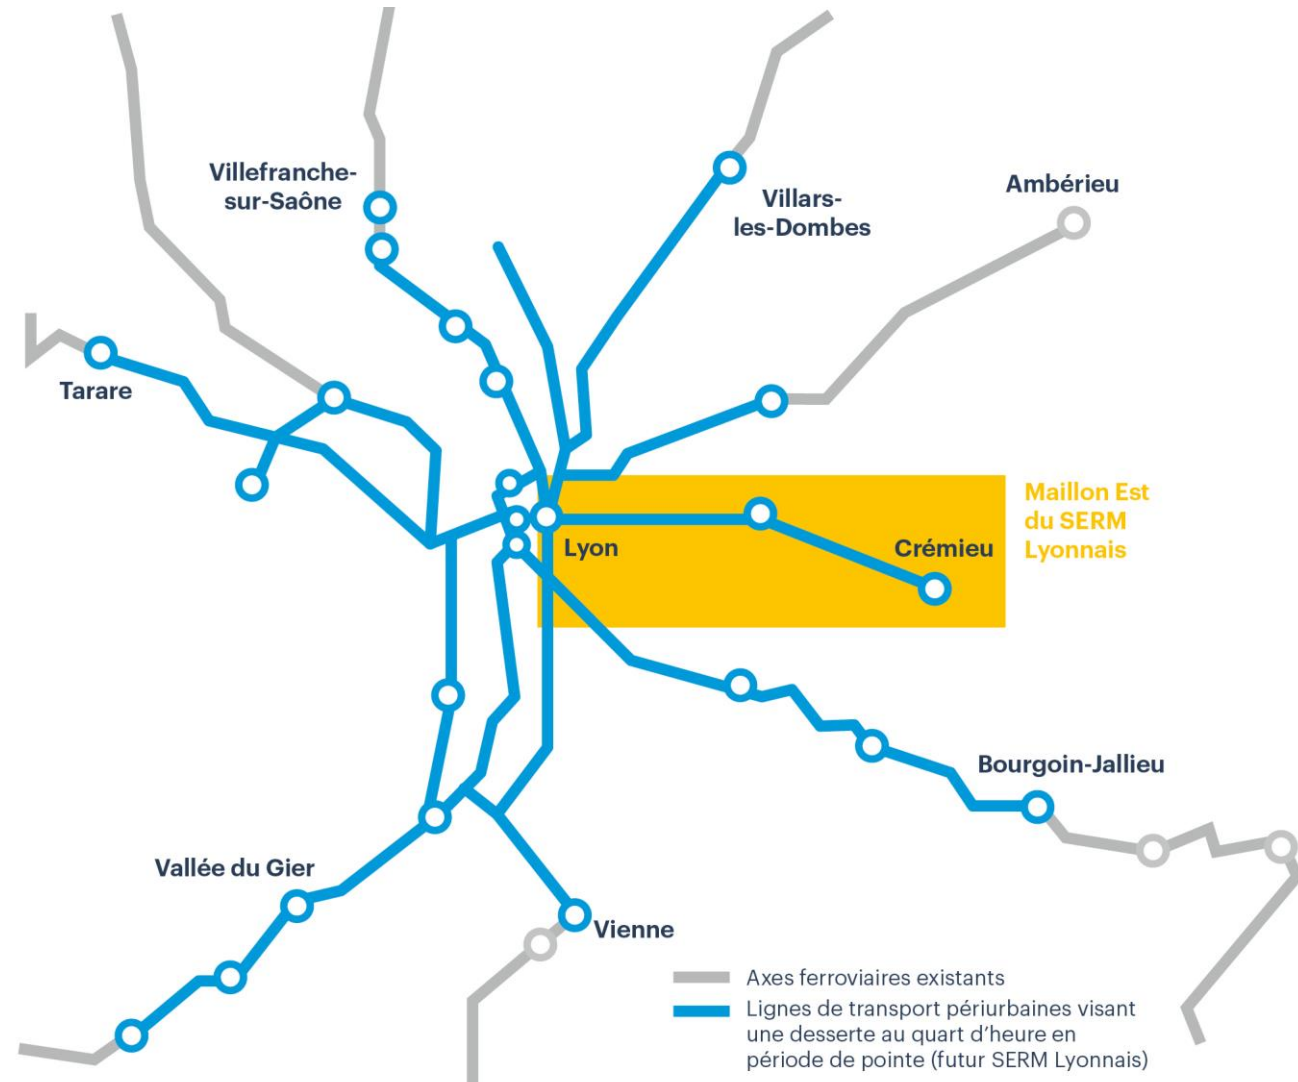 Villefranche-
sur-Saône
Villars-
les-Dombes
Ambérieu
Tarare
Maillon Est
du SERM
Lyonnais
Lyon
Crémieu
Bourgoin-Jallieu
Vallée du Gier
Vienne
Axes ferroviaires existants
Lignes de transport périurbaines visant
une desserte au quart d’heure en
période de pointe (futur SERM Lyonnais)